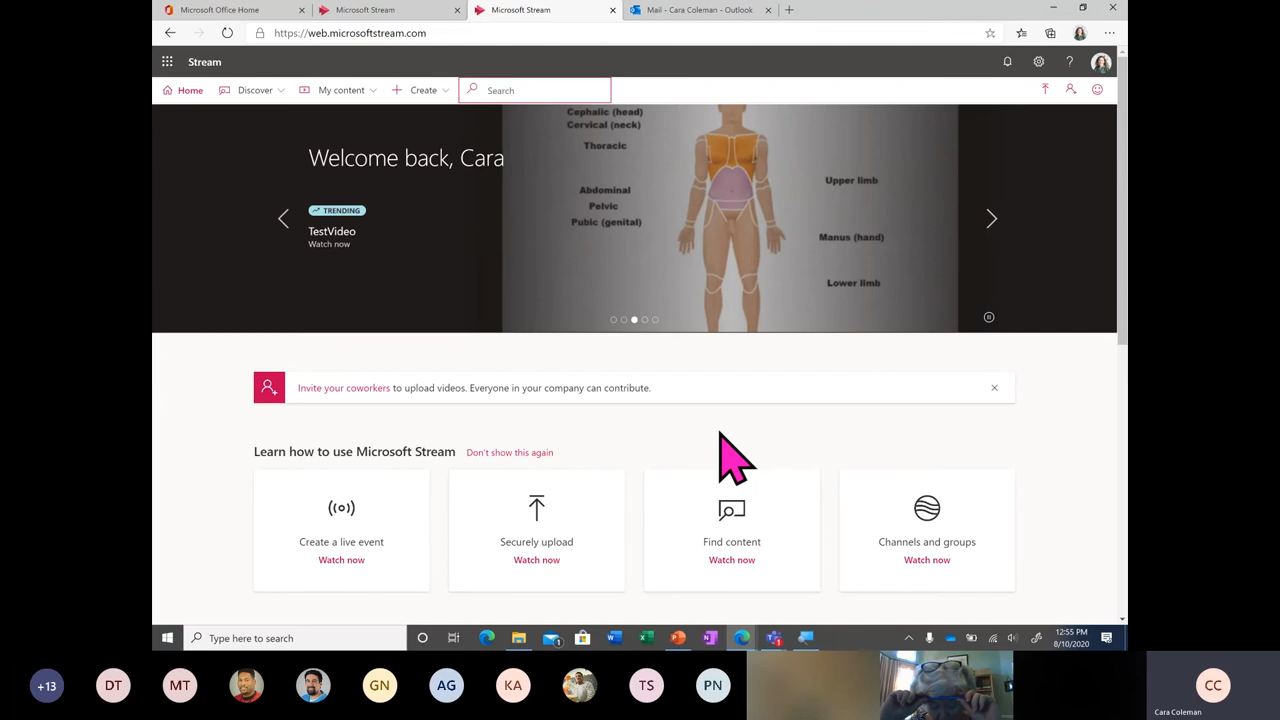 Microsoft Office Home
Microsoft Stream
Microsoft Stream
Mail - Cara Coleman - Outlook
https://web.microsoftstream.com
Stream
Home
Discover
My content
Create
Search
Welcome back, Cara
TRENDING
TestVideo
Watch now
Cephalic (head)
Cervical (neck)
Thoracic
Abdominal
Pelvic
Pubic (genital)
Upper limb
Manus (hand)
Lower limb
Invite your coworkers to upload videos. Everyone in your company can contribute.
Learn how to use Microsoft Stream Don't show this again
Create a live event
Watch now
Securely upload
Watch now
Find content
Watch now
Channels and groups
Watch now
Type here to search
12:55 PM
8/10/2020
+13
DT
MT
GN
AG
KA
TS
PN
CC
Cara Coleman